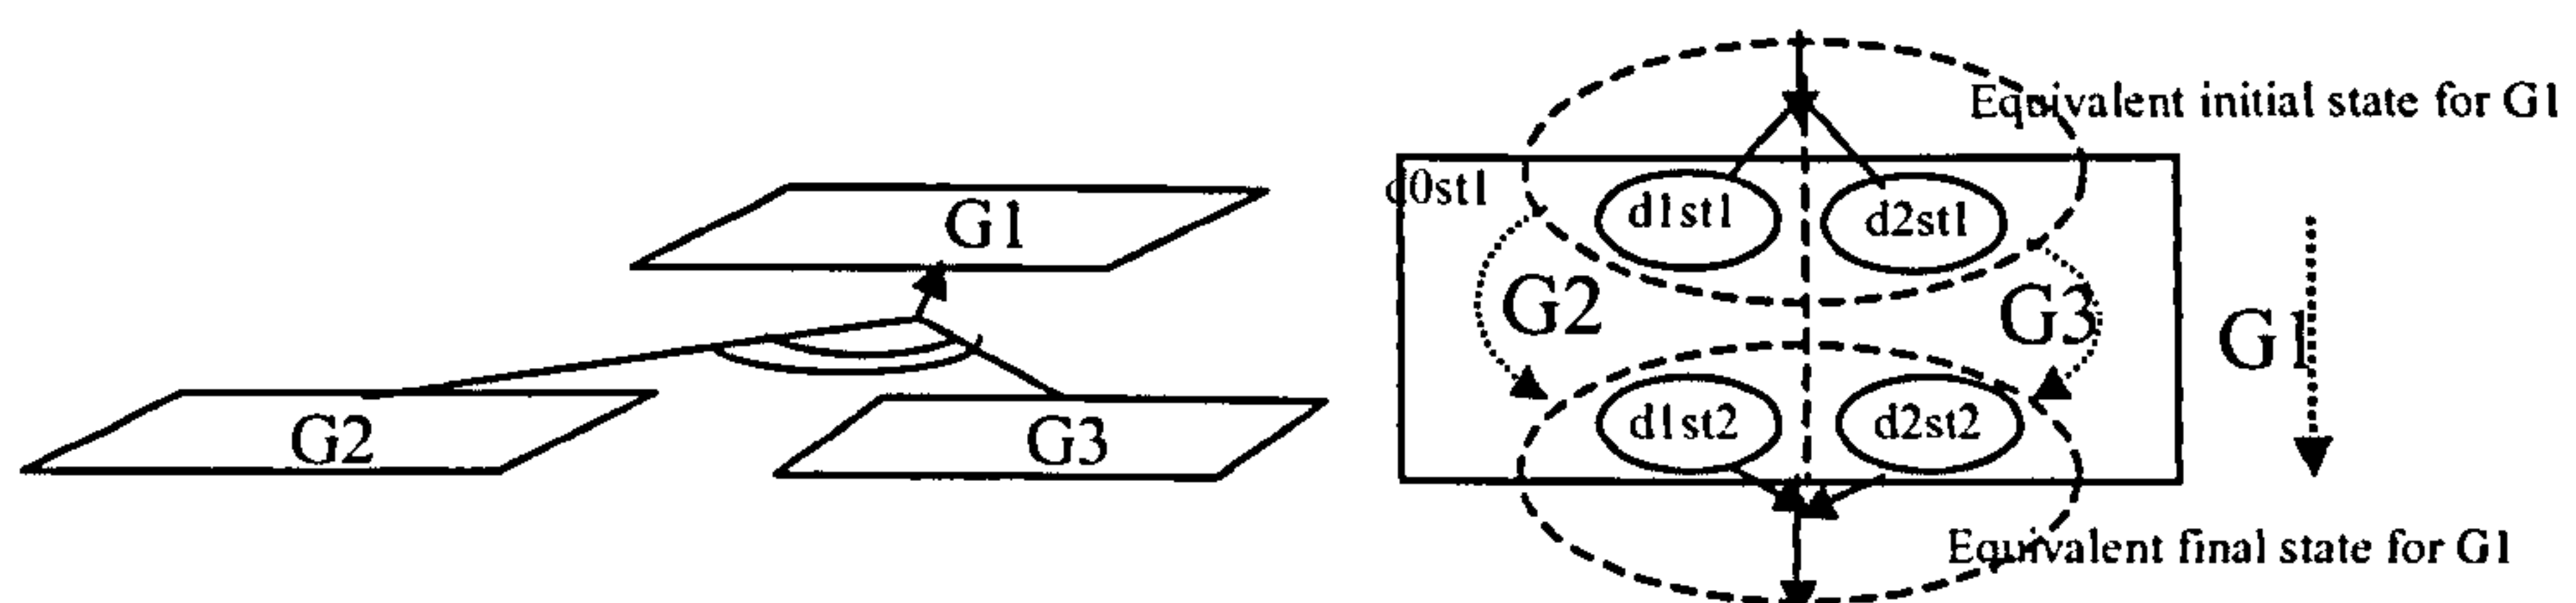 G1
G2
G3
Equivalent initial state for G1
d0st1
d1st1
d2st1
G2
G3
G1
d1st2
d2st2
Equivalent final state for G1